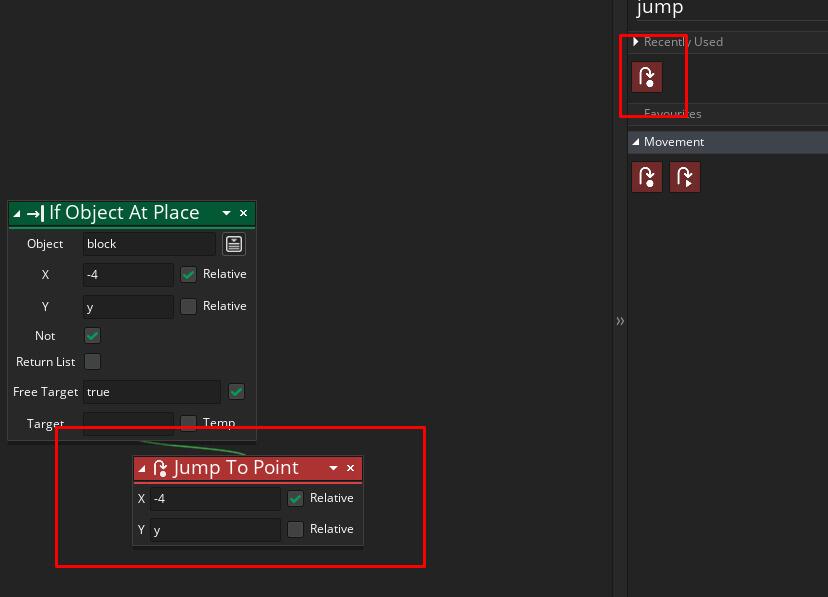 jump
Recently Used
Favourites
Movement
If Object At Place
Object block
X -4 Relative
Y y Relative
Not
Return List
Free Target true
Target Temp
Jump To Point
X -4 Relative
Y y Relative